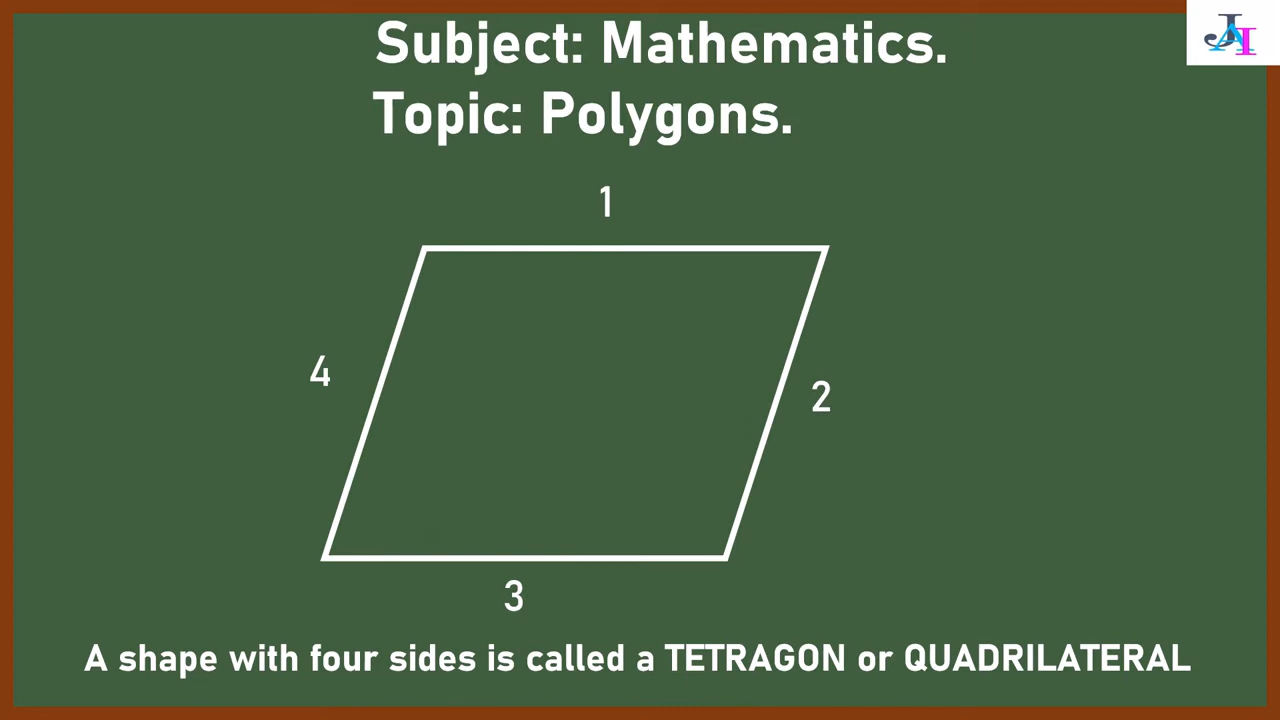 Subject: Mathematics.
Topic: Polygons.
1
4
2
3
A shape with four sides is called a TETRAGON or QUADRILATERAL